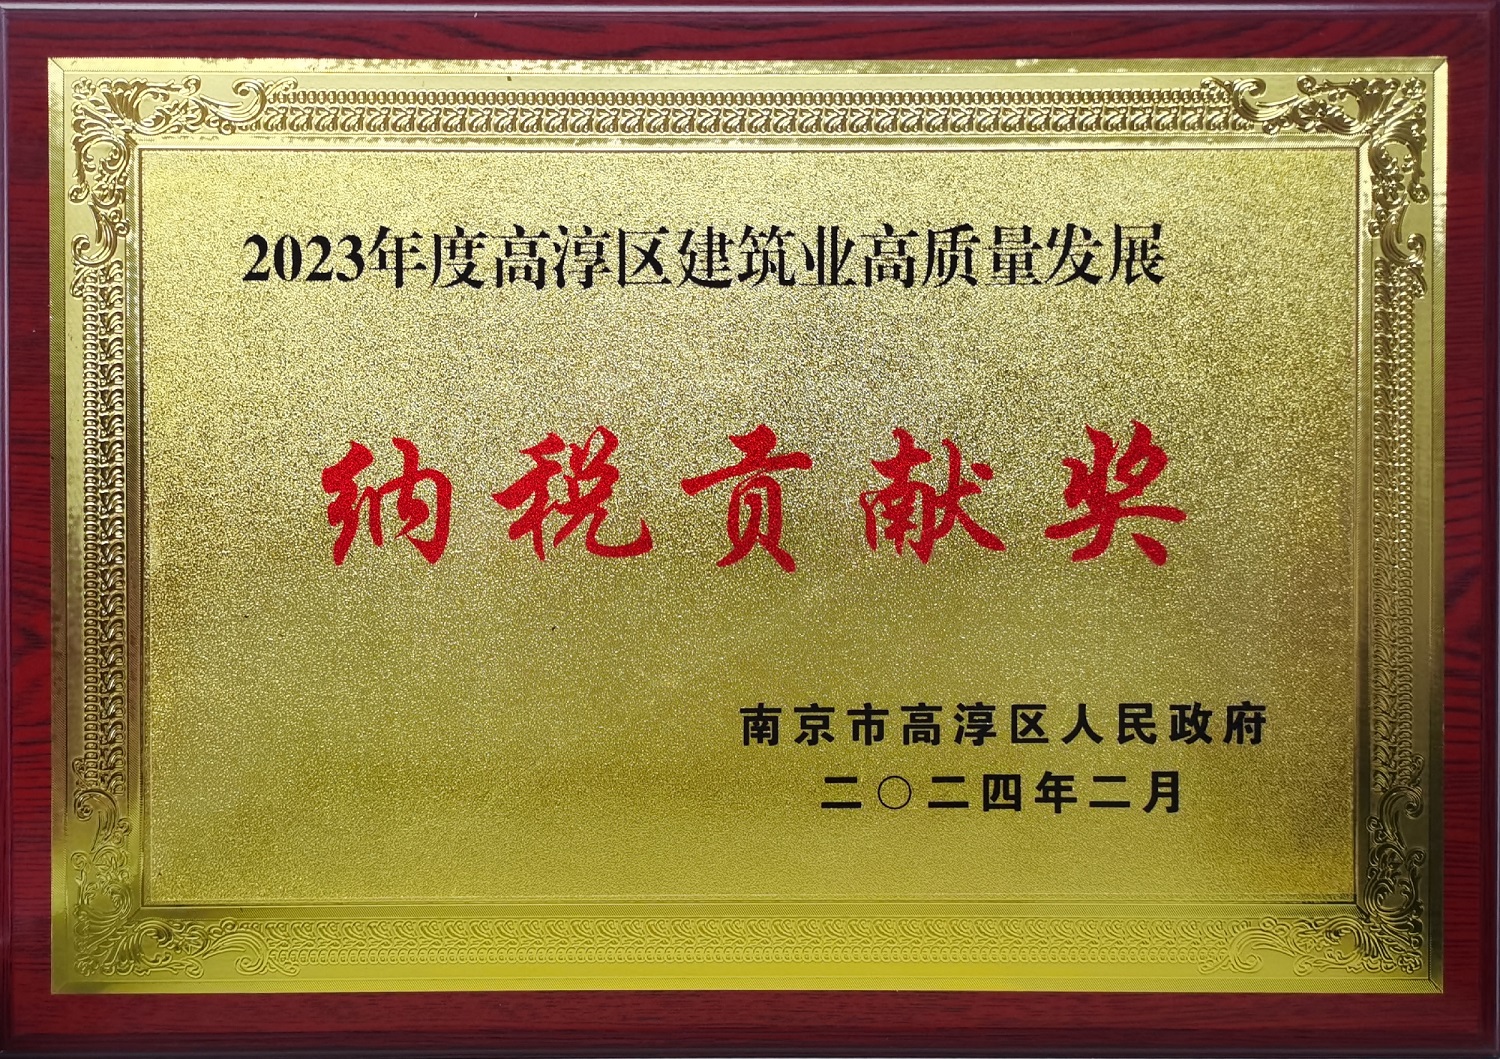 2023年度高淳区建筑业高质量发展
纳税贡献奖
南京市高淳区人民政府
二〇二四年二月